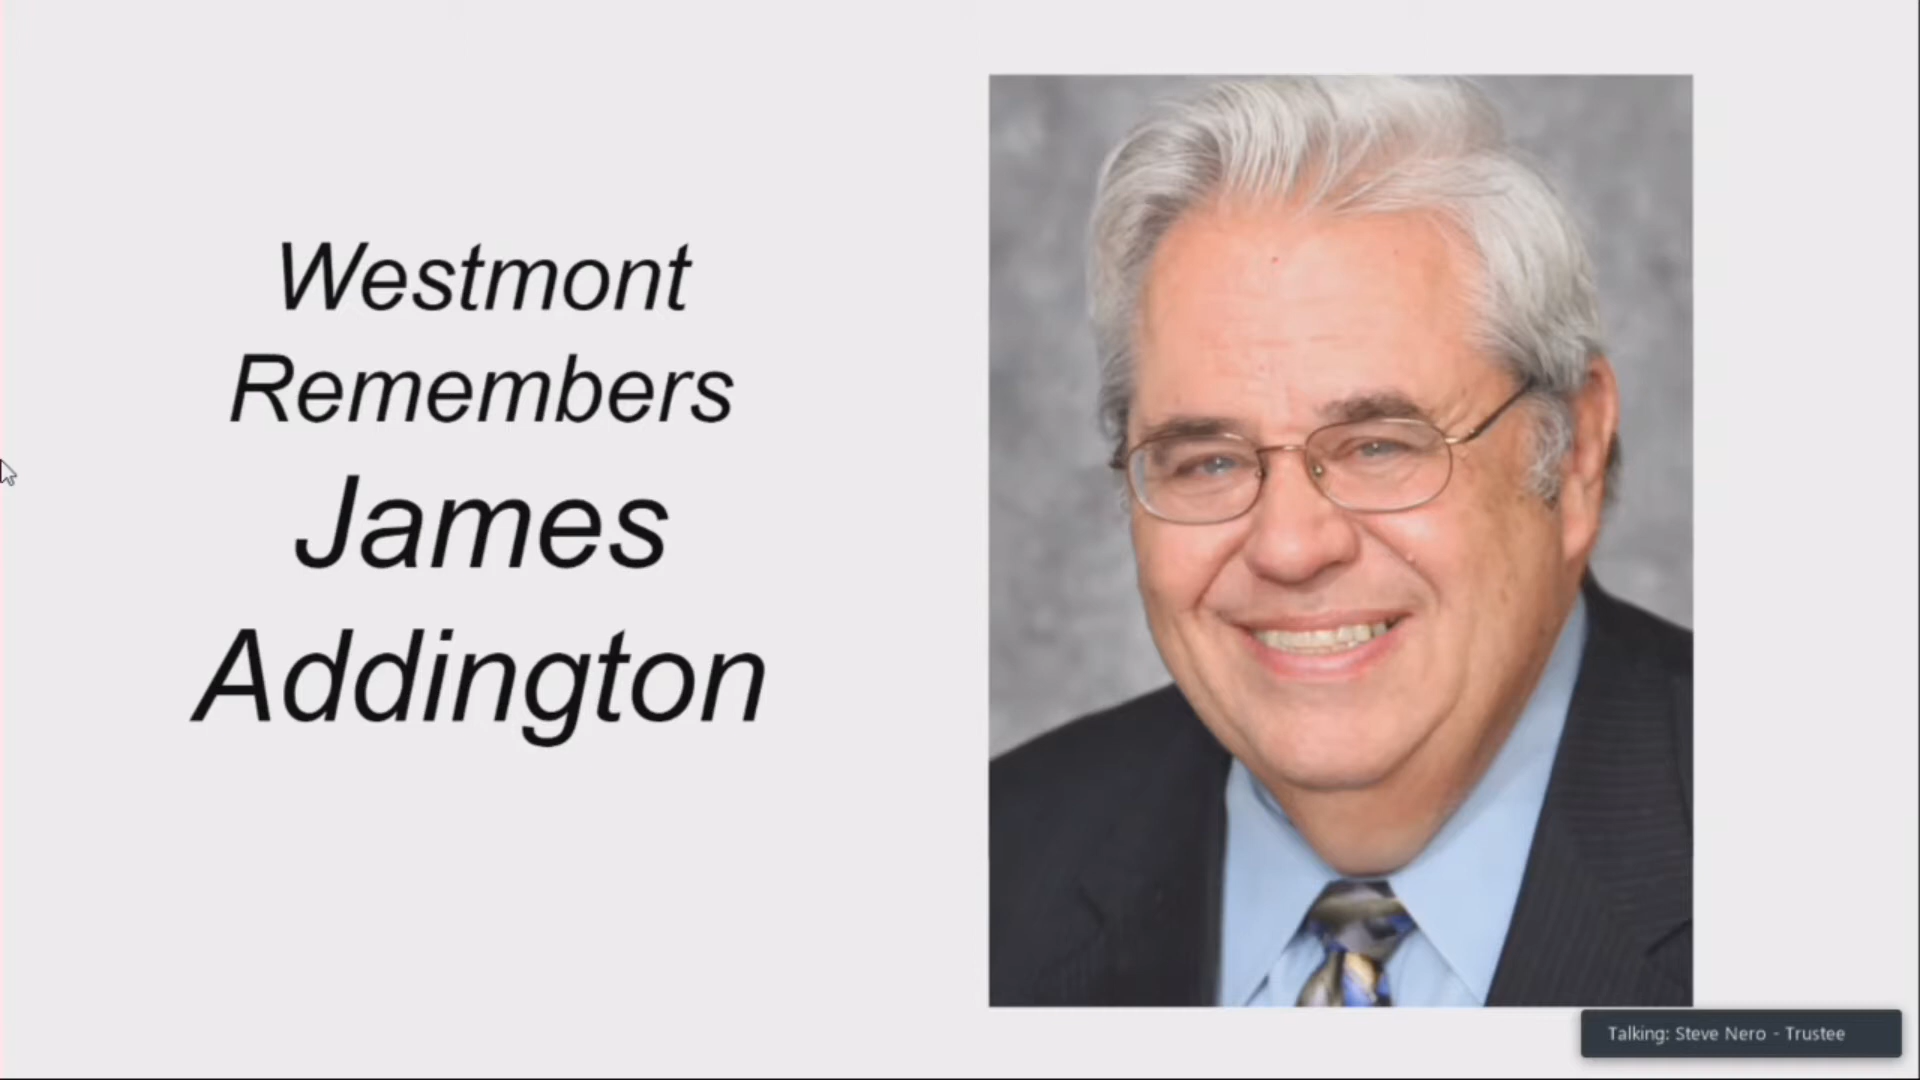 Westmont
Remembers
James
Addington
Talking: Steve Nero - Trustee